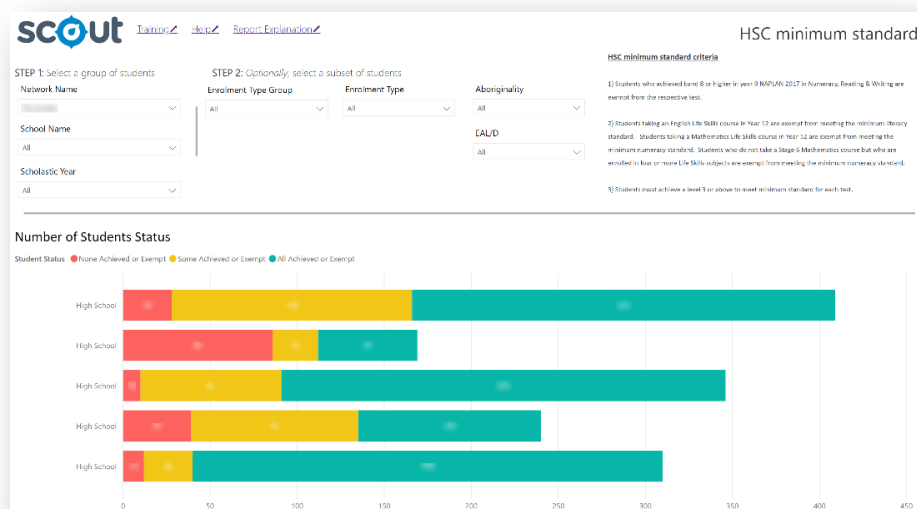 scout
Training Help Report Explanation
HSC minimum standard
HSC minimum standard criteria
STEP 1: Select a group of students
STEP 2: Optionally, select a subset of students
Network Name
Enrolment Type Group
Enrolment Type
Aboriginality
All
All
All
School Name
EAL/D
All
All
Scholastic Year
All
1) Students who achieved band 8 or higher in year 9 NAPLAN 2017 in Numeracy, Reading & Writing are
exempt from the respective test.
2) Students taking an English Life Skills course in Year 12 are exempt from meeting the minimum literacy
standard. Students taking a Mathematics Life Skills course in Year 12 are exempt from meeting the
minimum numeracy standard. Students who do not take a Stage 6 Mathematics course but who are
enrolled in four or more Life Skills subjects are exempt from meeting the minimum numeracy standard.
3) Students must achieve a level 3 or above to meet minimum standard for each test.
Number of Students Status
Student Status None Achieved or Exempt Some Achieved or Exempt All Achieved or Exempt
High School
High School
High School
High School
High School
0 50 100 150 200 250 300 350 400 450